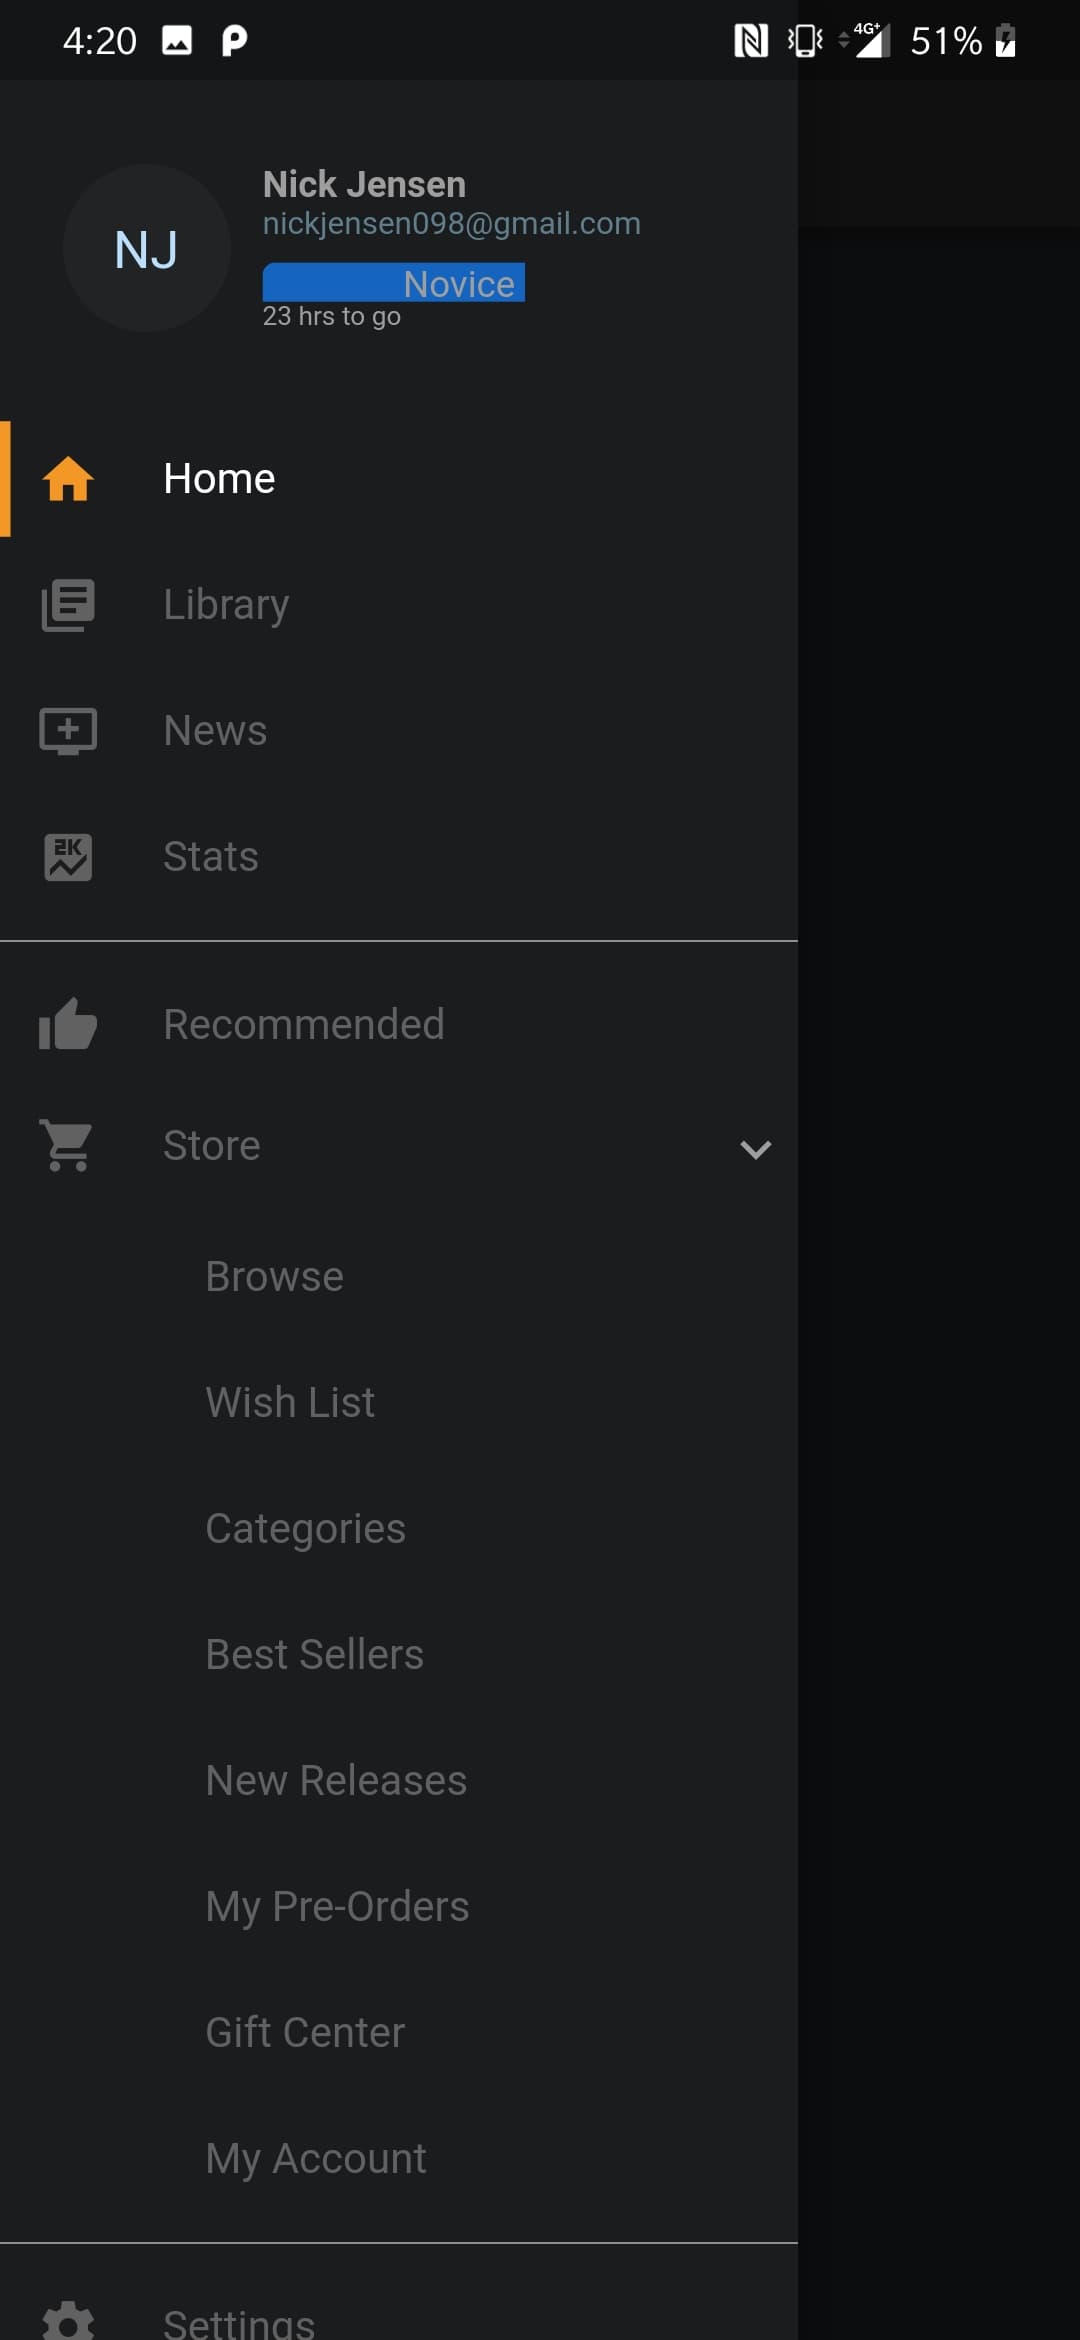 4:20 4G+ 51%
NJ
Nick Jensen
nickjensen098@gmail.com
Novice
23 hrs to go
Home
Library
News
2K
Stats
Recommended
Store
Browse
Wish List
Categories
Best Sellers
New Releases
My Pre-Orders
Gift Center
My Account
Settings